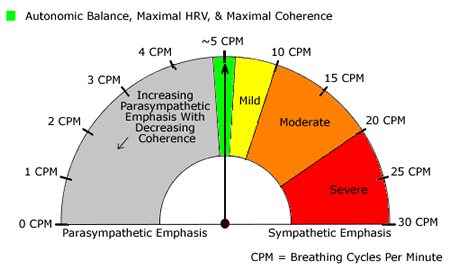 Autonomic Balance, Maximal HRV, & Maximal Coherence
~5 CPM
4 CPM
10 CPM
3 CPM
15 CPM
2 CPM
20 CPM
1 CPM
25 CPM
0 CPM
30 CPM
Increasing
Parasympathetic
Emphasis With
Decreasing
Coherence
Mild
Moderate
Severe
Parasympathetic Emphasis
Sympathetic Emphasis
CPM = Breathing Cycles Per Minute